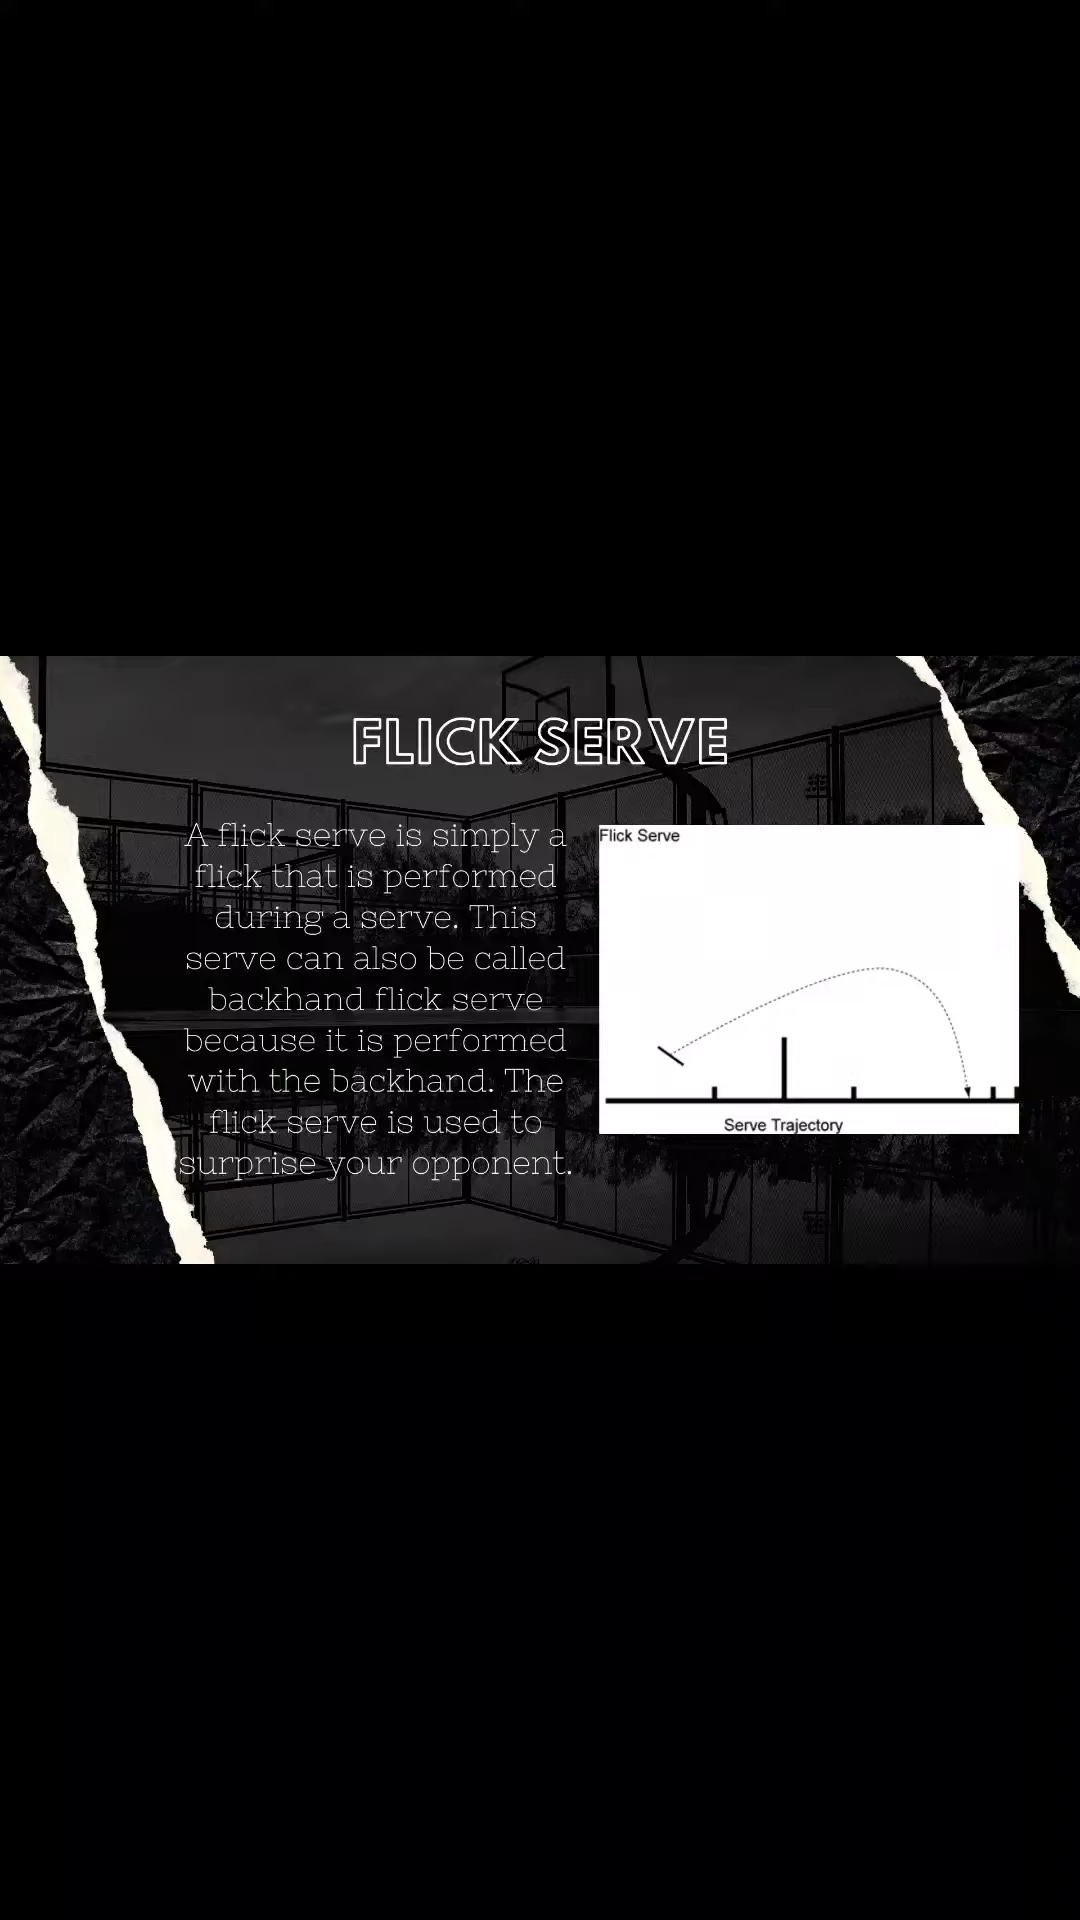 FLICK SERVE
A flick serve is simply a
flick that is performed
during a serve. This
serve can also be called
backhand flick serve
because it is performed
with the backhand. The
flick serve is used to
surprise your opponent.
Flick Serve
Serve Trajectory